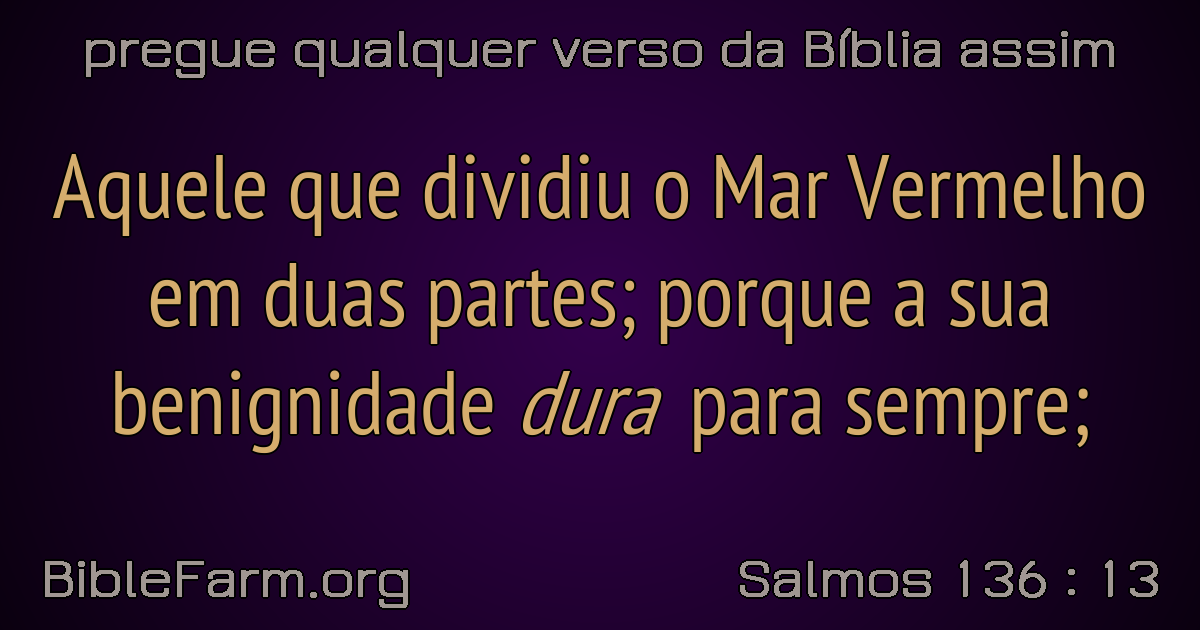 pregue qualquer verso da Bíblia assim
Aquele que dividiu o Mar Vermelho
em duas partes; porque a sua
benignidade dura para sempre;
BibleFarm.org
Salmos 136 : 13